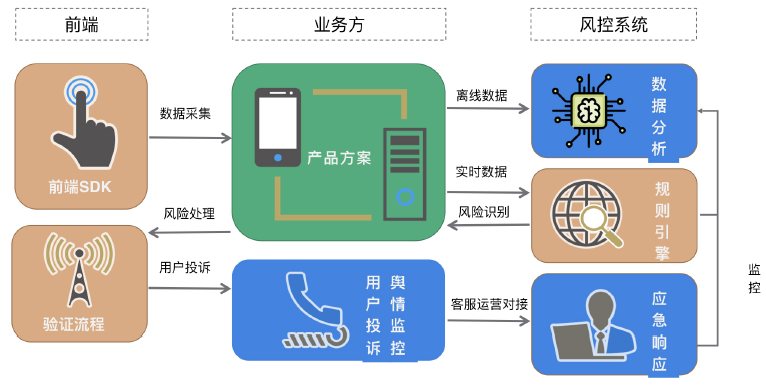 前端
业务方
风控系统
前端SDK
数据采集
产品方案
离线数据
数据分析
实时数据
风险识别
规则引擎
风险处理
用户投诉
验证流程
用户投诉
舆情监控
客服运营对接
应急响应
监控